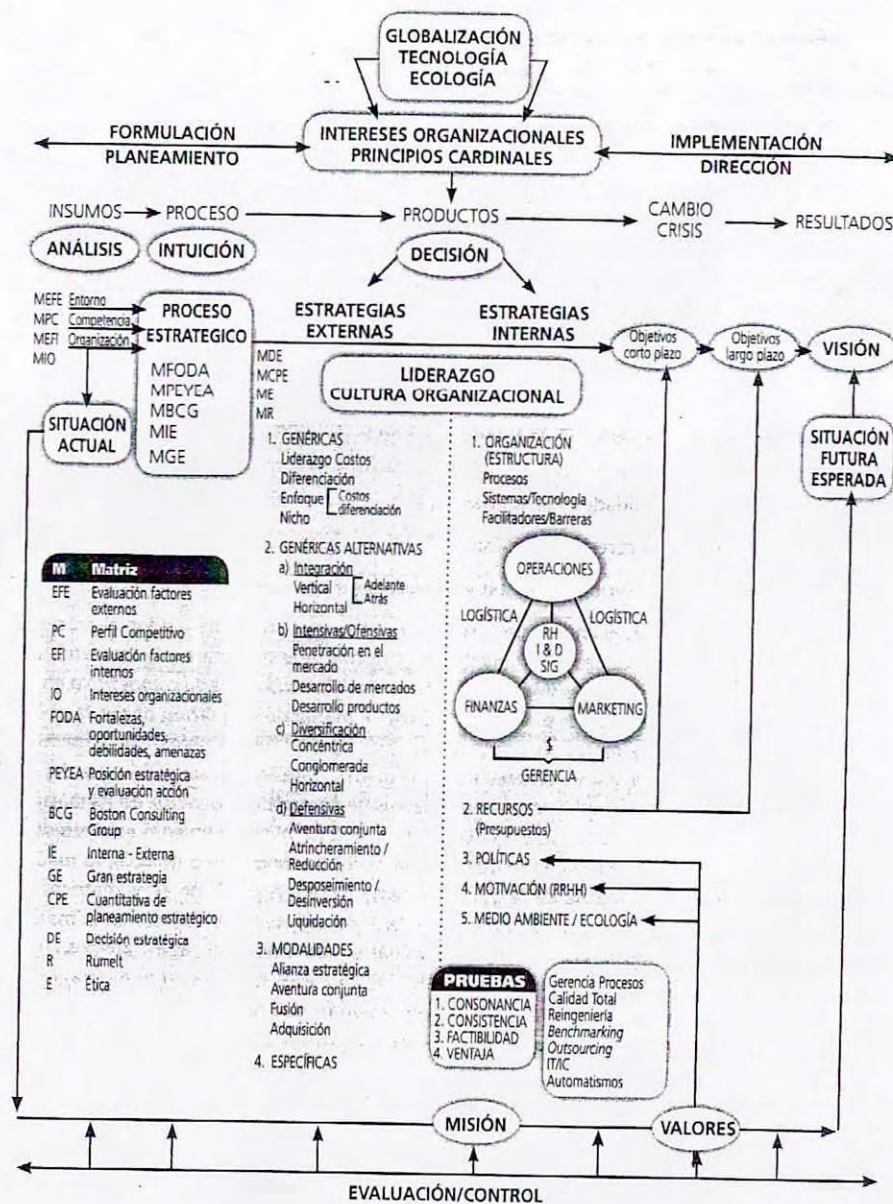 GLOBALIZACIÓN
TECNOLOGÍA
ECOLOGÍA
FORMULACIÓN
PLANEAMIENTO
INTERESES ORGANIZACIONALES
PRINCIPIOS CARDINALES
IMPLEMENTACIÓN
DIRECCIÓN
INSUMOS
PROCESO
PRODUCTOS
CAMBIO
CRISIS
RESULTADOS
ANÁLISIS
INTUICIÓN
DECISIÓN
MEFE Entorno
MPC Competencia
MEFI Organización
MIO
PROCESO
ESTRATEGICO
MFODA
MPEYEA
MBCG
MIE
MGE
MDE
MCPE
ME
MR
ESTRATEGIAS
EXTERNAS
ESTRATEGIAS
INTERNAS
Objetivos
corto plazo
Objetivos
largo plazo
VISIÓN
LIDERAZGO
CULTURA ORGANIZACIONAL
SITUACIÓN
ACTUAL
SITUACIÓN
FUTURA
ESPERADA
1. GENÉRICAS
Liderazgo Costos
Diferenciación
Enfoque
Nicho
Costos
diferenciación
2. GENÉRICAS ALTERNATIVAS
a) Integración
Vertical
Adelante
Atrás
Horizontal
b) Intensivas/Ofensivas
Penetración en el
mercado
Desarrollo de mercados
Desarrollo productos
c) Diversificación
Concéntrica
Conglomerada
Horizontal
d) Defensivas
Aventura conjunta
Atrincheramiento /
Reducción
Desposeimiento /
Desinversión
Liquidación
3. MODALIDADES
Alianza estratégica
Aventura conjunta
Fusión
Adquisición
4. ESPECÍFICAS
1. ORGANIZACIÓN
(ESTRUCTURA)
Procesos
Sistemas/Tecnología
Facilitadores/Barreras
OPERACIONES
LOGÍSTICA
LOGÍSTICA
RH
I & D
SIG
FINANZAS
MARKETING
$
GERENCIA
2. RECURSOS
(Presupuestos)
3. POLÍTICAS
4. MOTIVACIÓN (RRHH)
5. MEDIO AMBIENTE / ECOLOGÍA
M Matriz
EFE Evaluación factores
externos
PC Perfil Competitivo
EFI Evaluación factores
internos
IO Intereses organizacionales
FODA Fortalezas,
oportunidades,
debilidades, amenazas
PEYEA Posición estratégica
y evaluación acción
BCG Boston Consulting
Group
IE Interna - Externa
GE Gran estrategia
CPE Cuantitativa de
planeamiento estratégico
DE Decisión estratégica
R Rumelt
E Ética
PRUEBAS
1. CONSONANCIA
2. CONSISTENCIA
3. FACTIBILIDAD
4. VENTAJA
Gerencia Procesos
Calidad Total
Reingeniería
Benchmarking
Outsourcing
IT/IC
Automatismos
MISIÓN
VALORES
EVALUACIÓN/CONTROL